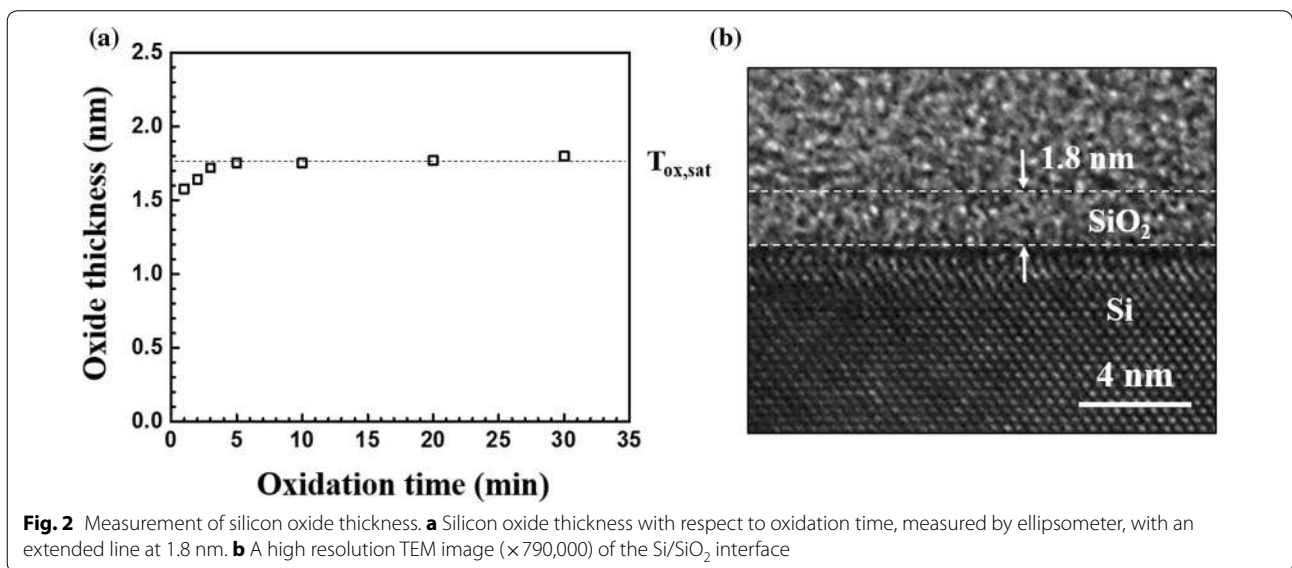 (a)
2.5
2.0
1.5
1.0
0.5
0.0
0 5 10 15 20 25 30 35
Oxide thickness (nm)
Oxidation time (min)
T_ox,sat
(b)
1.8 nm
SiO₂
Si
4 nm
Fig. 2 Measurement of silicon oxide thickness. a Silicon oxide thickness with respect to oxidation time, measured by ellipsometer, with an
extended line at 1.8 nm. b A high resolution TEM image (×790,000) of the Si/SiO₂ interface